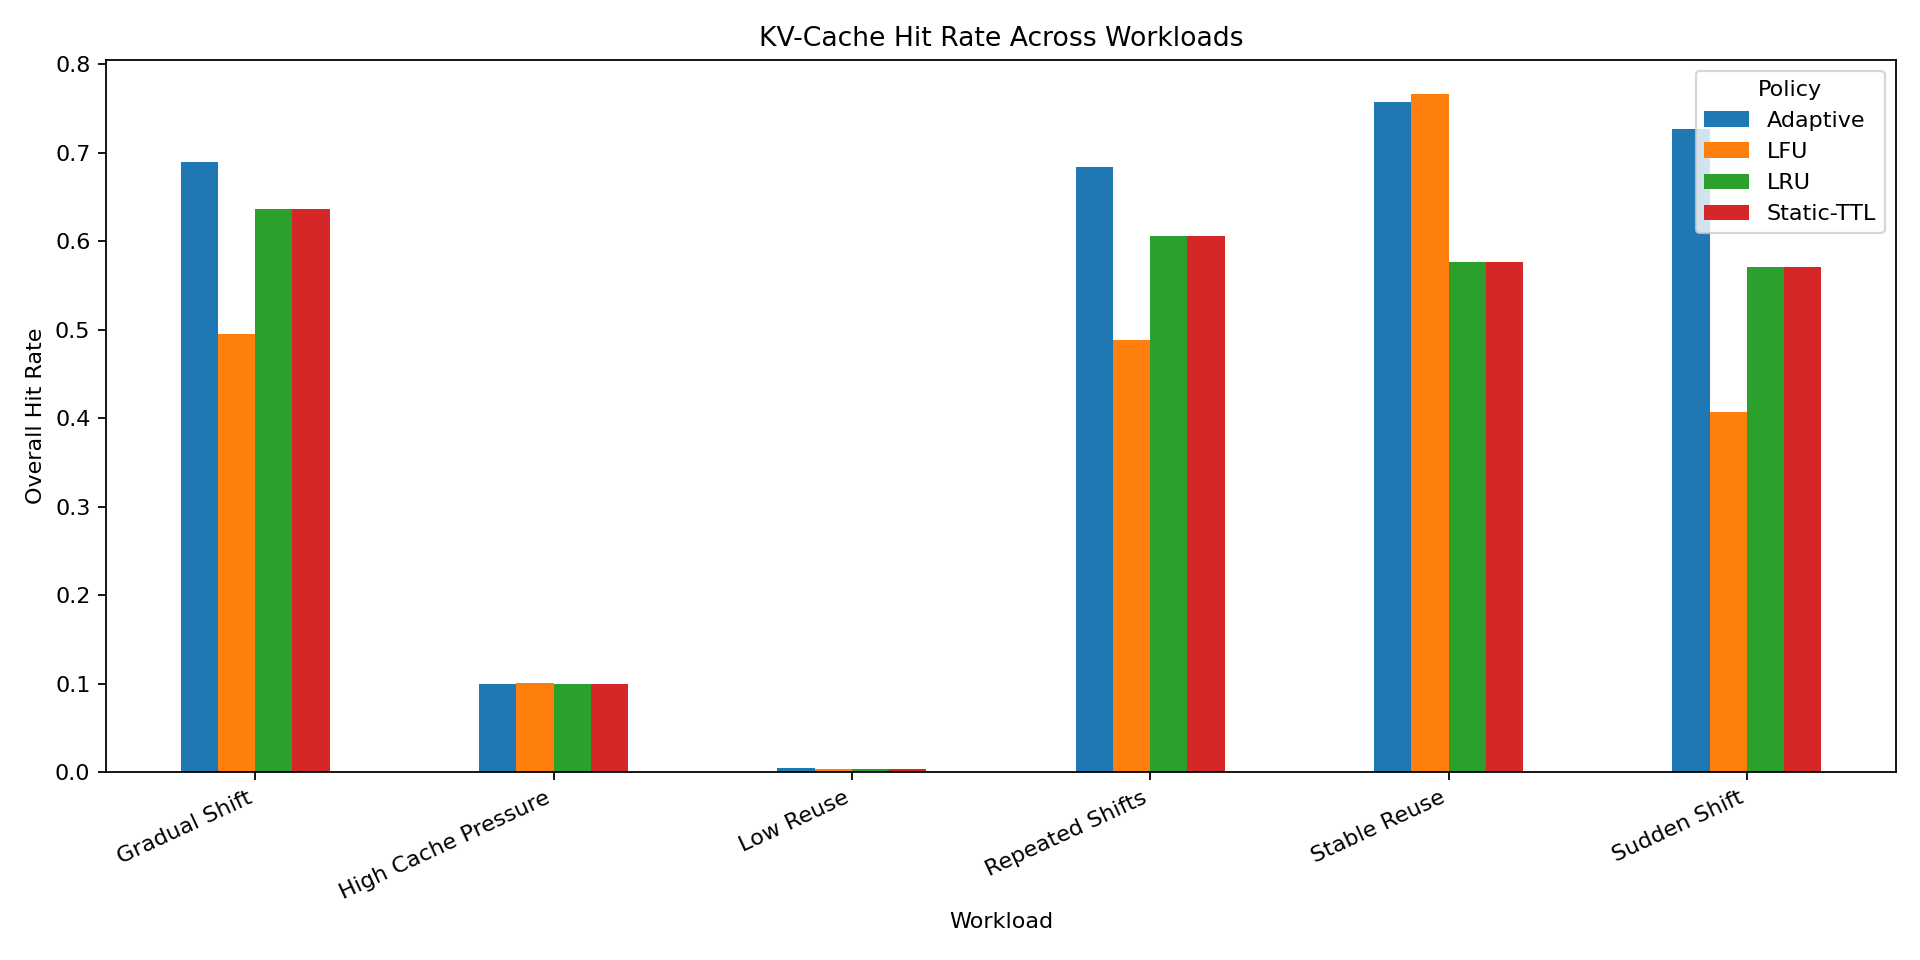 KV-Cache Hit Rate Across Workloads
Policy
Adaptive
LFU
LRU
Static-TTL
Overall Hit Rate
0.8
0.7
0.6
0.5
0.4
0.3
0.2
0.1
0.0
Gradual Shift
High Cache Pressure
Low Reuse
Repeated Shifts
Stable Reuse
Sudden Shift
Workload